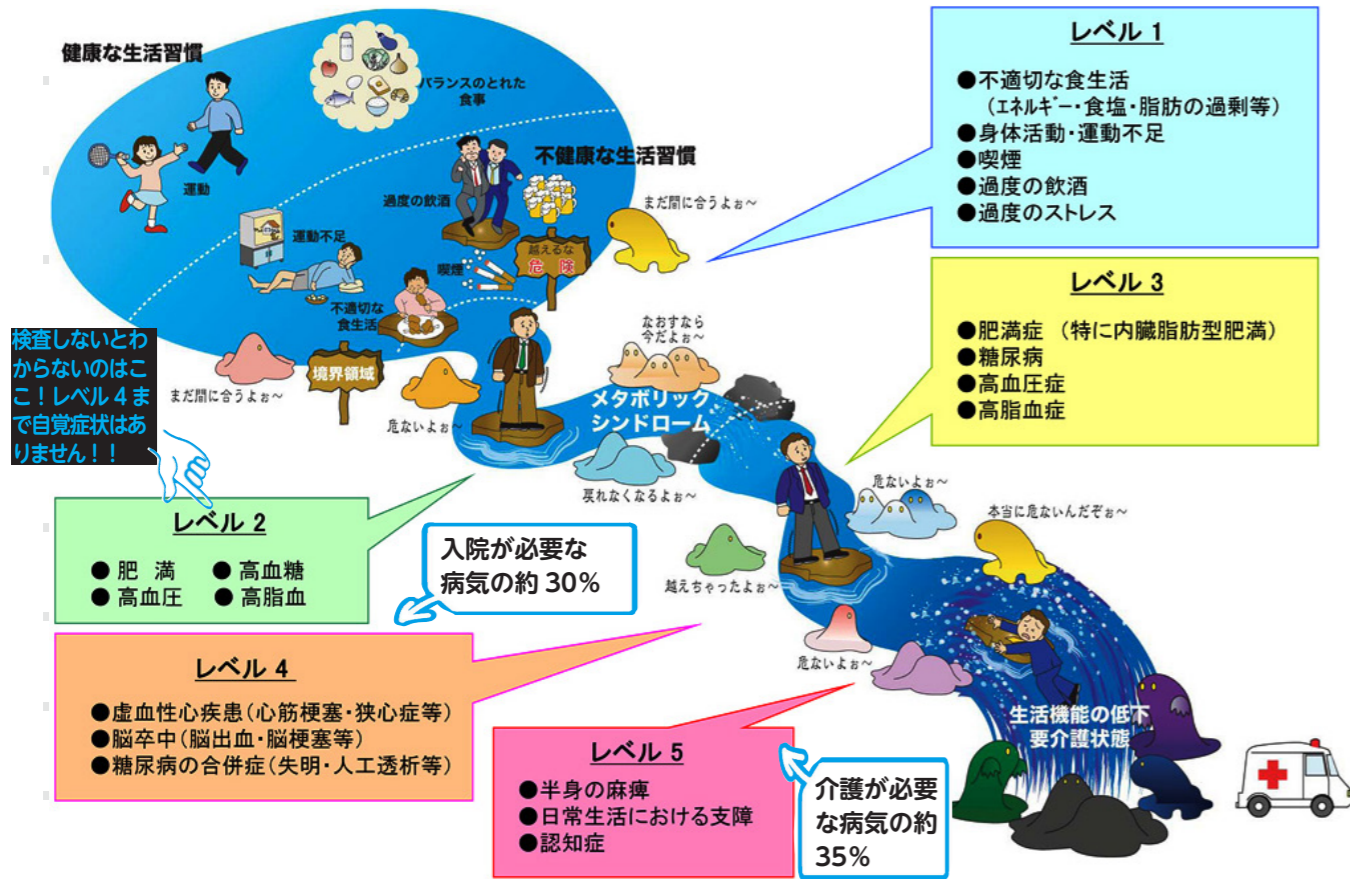 健康な生活習慣
バランスのとれた
食事
運動
不健康な生活習慣
過度の飲酒
まだ間に合うよぉ~
運動不足
喫煙
越えるな
危 険
不適切な
食生活
なおすなら
今だよぉ~
境界領域
まだ間に合うよぉ~
危ないよぉ~
メタボリック
シンドローム
戻れなくなるよぉ~
危ないよぉ~
本当に危ないんだぞぉ~
越えちゃったよぉ~
危ないよぉ~
生活機能の低下
要介護状態
レベル 1
●不適切な食生活
(エネルギー・食塩・脂肪の過剰等)
●身体活動・運動不足
●喫煙
●過度の飲酒
●過度のストレス
検査しないとわ
からないのはこ
こ!レベル4ま
で自覚症状はあ
りません!!
レベル 2
● 肥 満 ● 高血糖
● 高血圧 ● 高脂血
レベル 3
●肥満症 (特に内臓脂肪型肥満)
●糖尿病
●高血圧症
●高脂血症
入院が必要な
病気の約 30%
レベル 4
●虚血性心疾患(心筋梗塞・狭心症等)
●脳卒中(脳出血・脳梗塞等)
●糖尿病の合併症(失明・人工透析等)
レベル 5
●半身の麻痺
●日常生活における支障
●認知症
介護が必要
な病気の約
35%